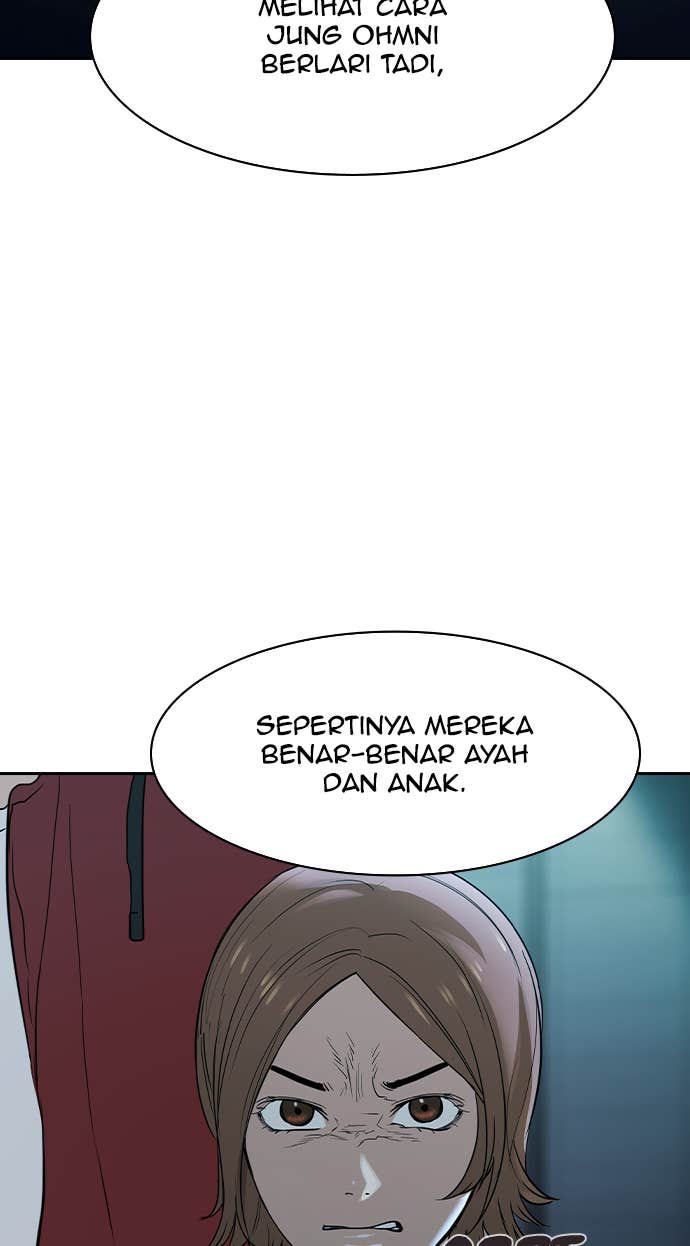 MELIHAT CARA
JUNG OHMNI
BERLARI TADI,
SEPERTINYA MEREKA
BENAR-BENAR AYAH
DAN ANAK.